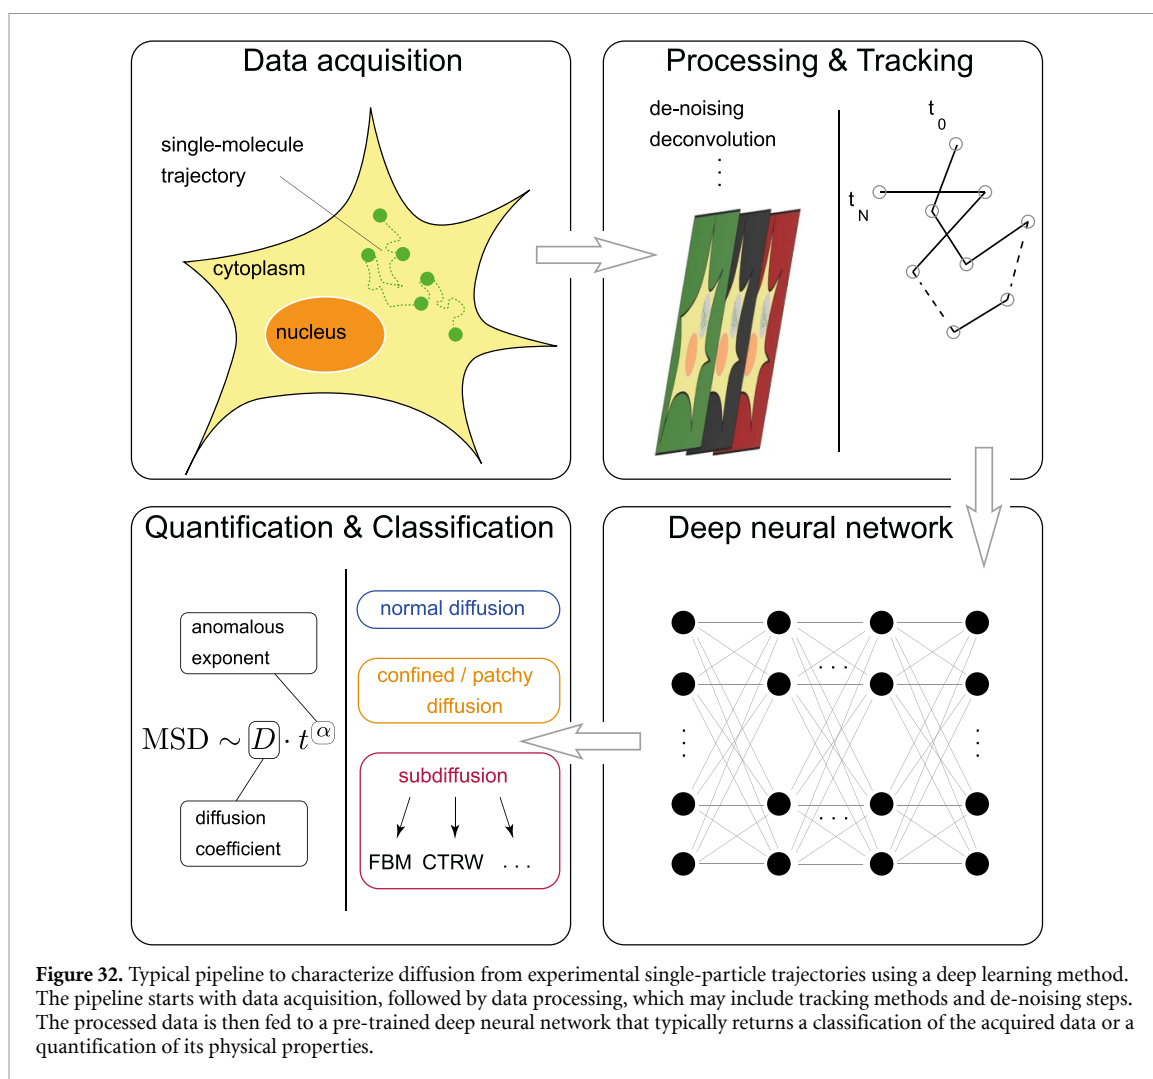 Data acquisition
single-molecule
trajectory
cytoplasm
nucleus
Processing & Tracking
de-noising
deconvolution
t0
tN
Quantification & Classification
anomalous
exponent
MSD ∼ D · t^α
diffusion
coefficient
normal diffusion
confined / patchy
diffusion
subdiffusion
FBM CTRW . . .
Deep neural network
Figure 32. Typical pipeline to characterize diffusion from experimental single-particle trajectories using a deep learning method.
The pipeline starts with data acquisition, followed by data processing, which may include tracking methods and de-noising steps.
The processed data is then fed to a pre-trained deep neural network that typically returns a classification of the acquired data or a
quantification of its physical properties.